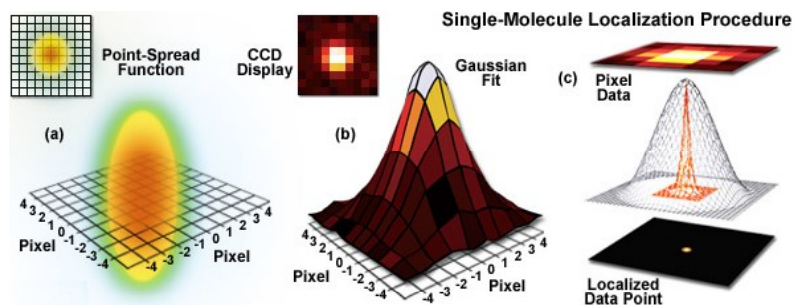 Single-Molecule Localization Procedure
Point-Spread
Function
(a)
4
3
2
1
0
-1
-2
-3
-4
Pixel
-4
-3
-2
-1
0
1
2
3
4
Pixel
CCD
Display
Gaussian
Fit
(b)
4
3
2
1
0
-1
-2
-3
-4
Pixel
-4
-3
-2
-1
0
1
2
3
4
Pixel
(c)
Pixel
Data
Localized
Data Point